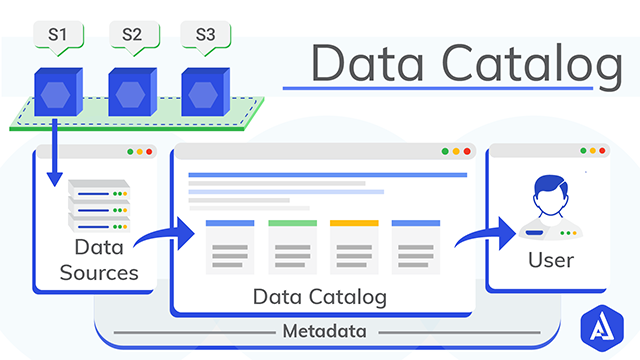 S1
S2
S3
Data Catalog
Data
Sources
Data Catalog
User
Metadata